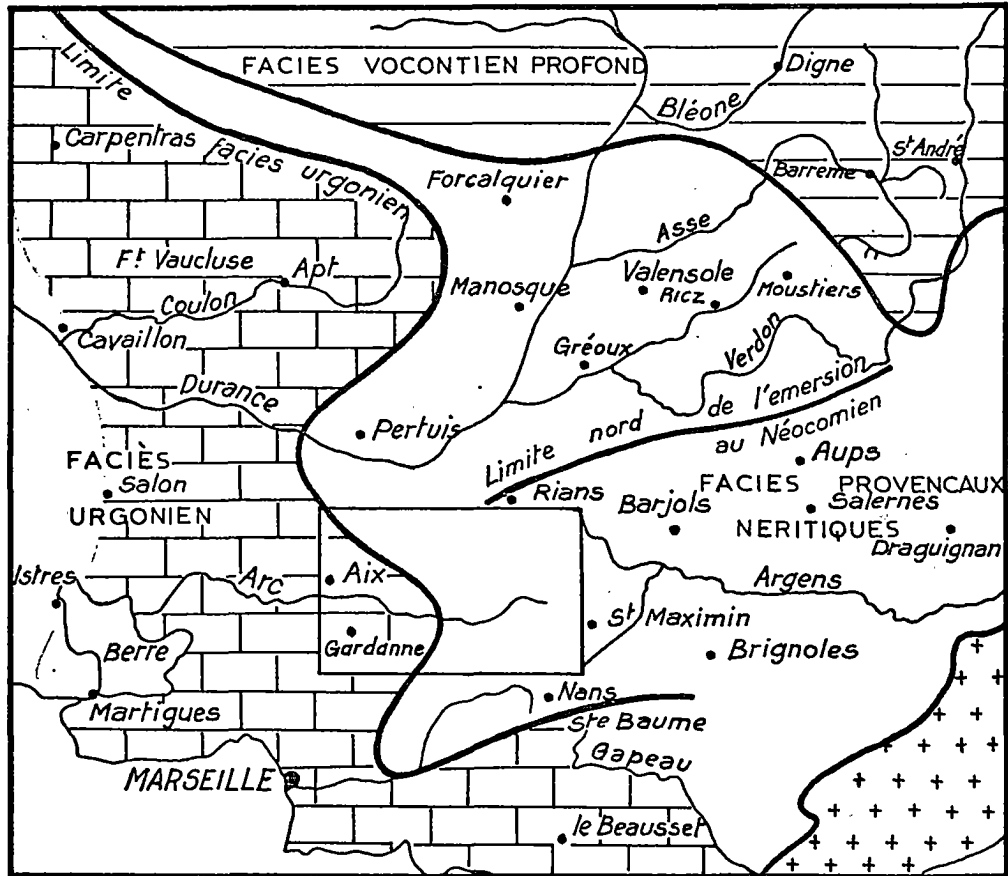 FACIES VOCONTIEN PROFOND
Digne
Bléone
Limite facies urgonien
Carpentras
St André
Barreme
Forcalquier
Asse
Ft Vaucluse
Apt
Valensole
Ricz
Moustiers
Manosque
Coulon
Cavaillon
Gréoux
Verdon
Durance
Pertuis
Limite nord de l'emersion
au Néocomien
Aups
FACIÈS
URGONIEN
Salon
Rians
FACIES PROVENCAUX
NERITIQUES
Barjols
Salernes
Draguignan
Istres
Arc
Aix
Argens
Gardanne
St Maximin
Berre
Brignoles
Martigues
Nans
Ste Baume
Gapeau
MARSEILLE
le Beausset